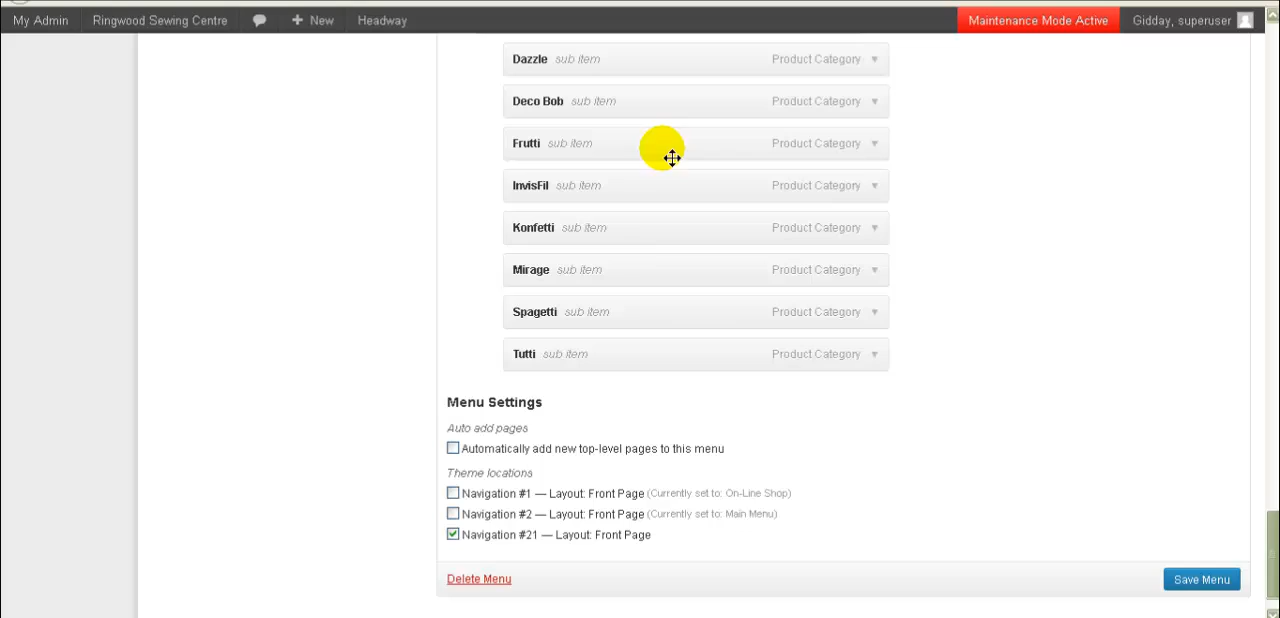 My Admin Ringwood Sewing Centre New Headway Maintenance Mode Active Gidday, superuser
Dazzle sub item Product Category
Deco Bob sub item Product Category
Frutti sub item Product Category
InvisFil sub item Product Category
Konfetti sub item Product Category
Mirage sub item Product Category
Spagetti sub item Product Category
Tutti sub item Product Category
Menu Settings
Auto add pages
Automatically add new top-level pages to this menu
Theme locations
Navigation #1 — Layout: Front Page (Currently set to: On-Line Shop)
Navigation #2 — Layout: Front Page (Currently set to: Main Menu)
Navigation #21 — Layout: Front Page
Delete Menu Save Menu